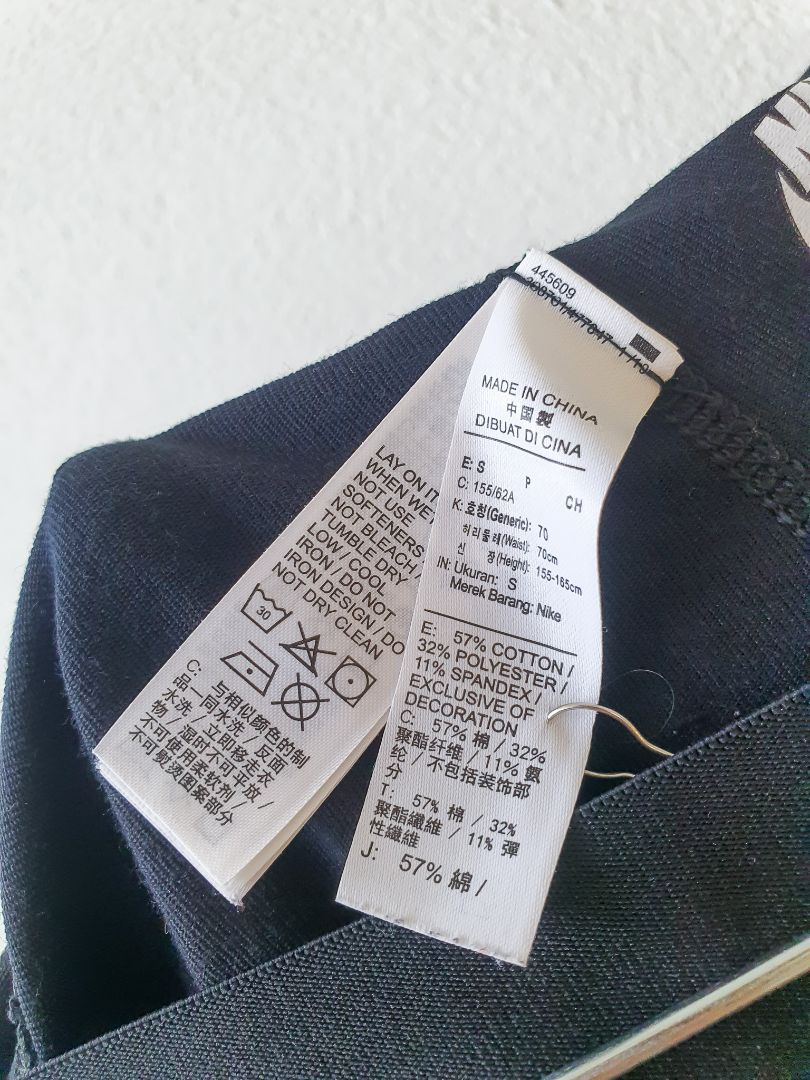 445609
MADE IN CHINA
中国製
DIBUAT DI CINA
E: S P CH
C: 155/62A
K: 호칭(Generic): 70
허리둘레(Waist): 70cm
신 장(Height): 155-165cm
IN: Ukuran: S
Merek Barang: Nike
E: 57% COTTON /
32% POLYESTER /
11% SPANDEX /
EXCLUSIVE OF
DECORATION
C: 57% 棉 / 32%
聚酯纤维 / 11% 氨
纶 / 不包括装饰部
分
T: 57% 棉 / 32%
聚酯纖維 / 11% 彈
性纖維
J: 57% 綿 /
LAY ON
WHEN
NOT USE
SOFTENERS
NOT BLEACH /
TUMBLE DRY
LOW / COOL
IRON / DO NOT
IRON DESIGN / DO
NOT DRY CLEAN
30
C: 与相似颜色的制
品一同水洗 / 反面
水洗 / 立即移走衣
物 / 湿时不可平放 /
不可使用柔软剂 /
不可熨烫图案部分